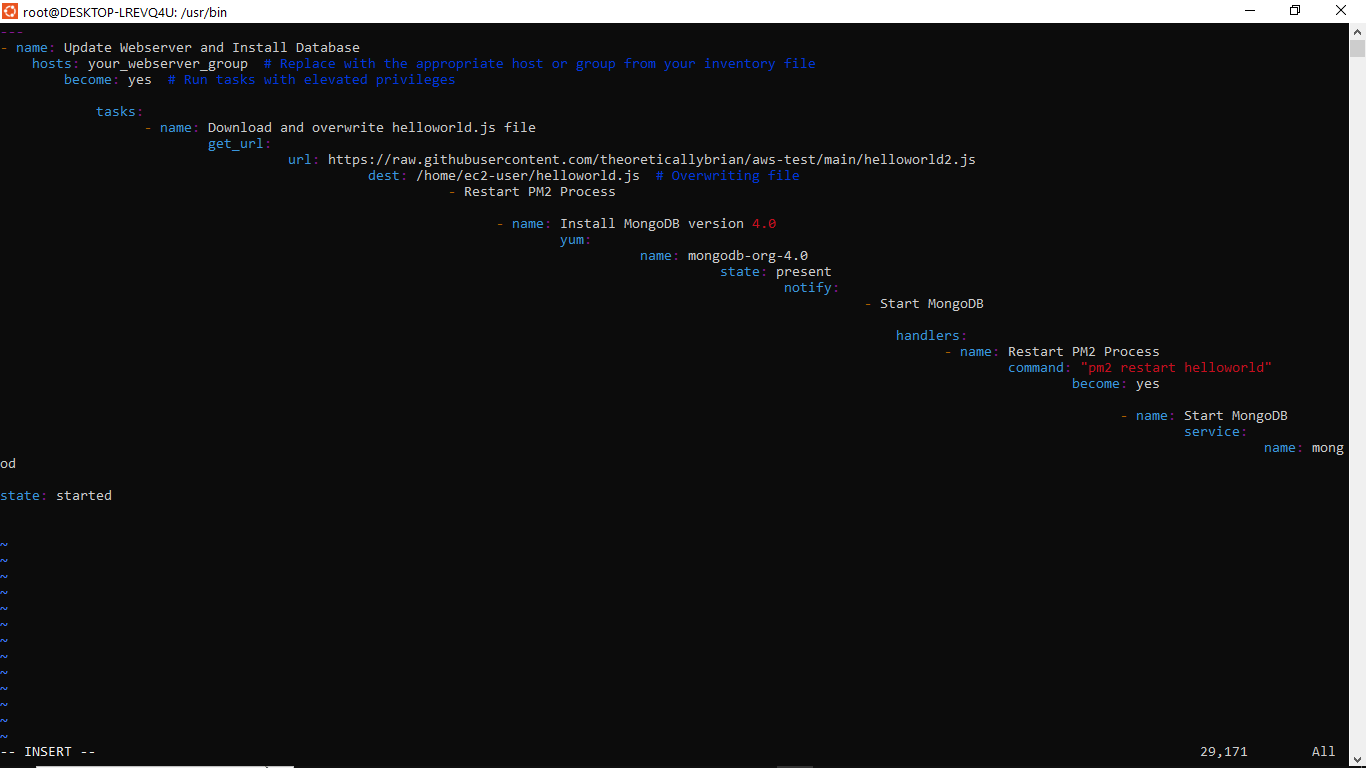 root@DESKTOP-LREVQ4U: /usr/bin
---
- name: Update Webserver and Install Database
hosts: your_webserver_group  # Replace with the appropriate host or group from your inventory file
become: yes  # Run tasks with elevated privileges
tasks:
- name: Download and overwrite helloworld.js file
get_url:
url: https://raw.githubusercontent.com/theoreticallybrian/aws-test/main/helloworld2.js
dest: /home/ec2-user/helloworld.js  # Overwriting file
- Restart PM2 Process
- name: Install MongoDB version 4.0
yum:
name: mongodb-org-4.0
state: present
notify:
- Start MongoDB
handlers:
- name: Restart PM2 Process
command: "pm2 restart helloworld"
become: yes
- name: Start MongoDB
service:
name: mong
od
state: started
~
~
~
~
~
~
~
~
~
~
~
~
~
-- INSERT --                    29,171        All